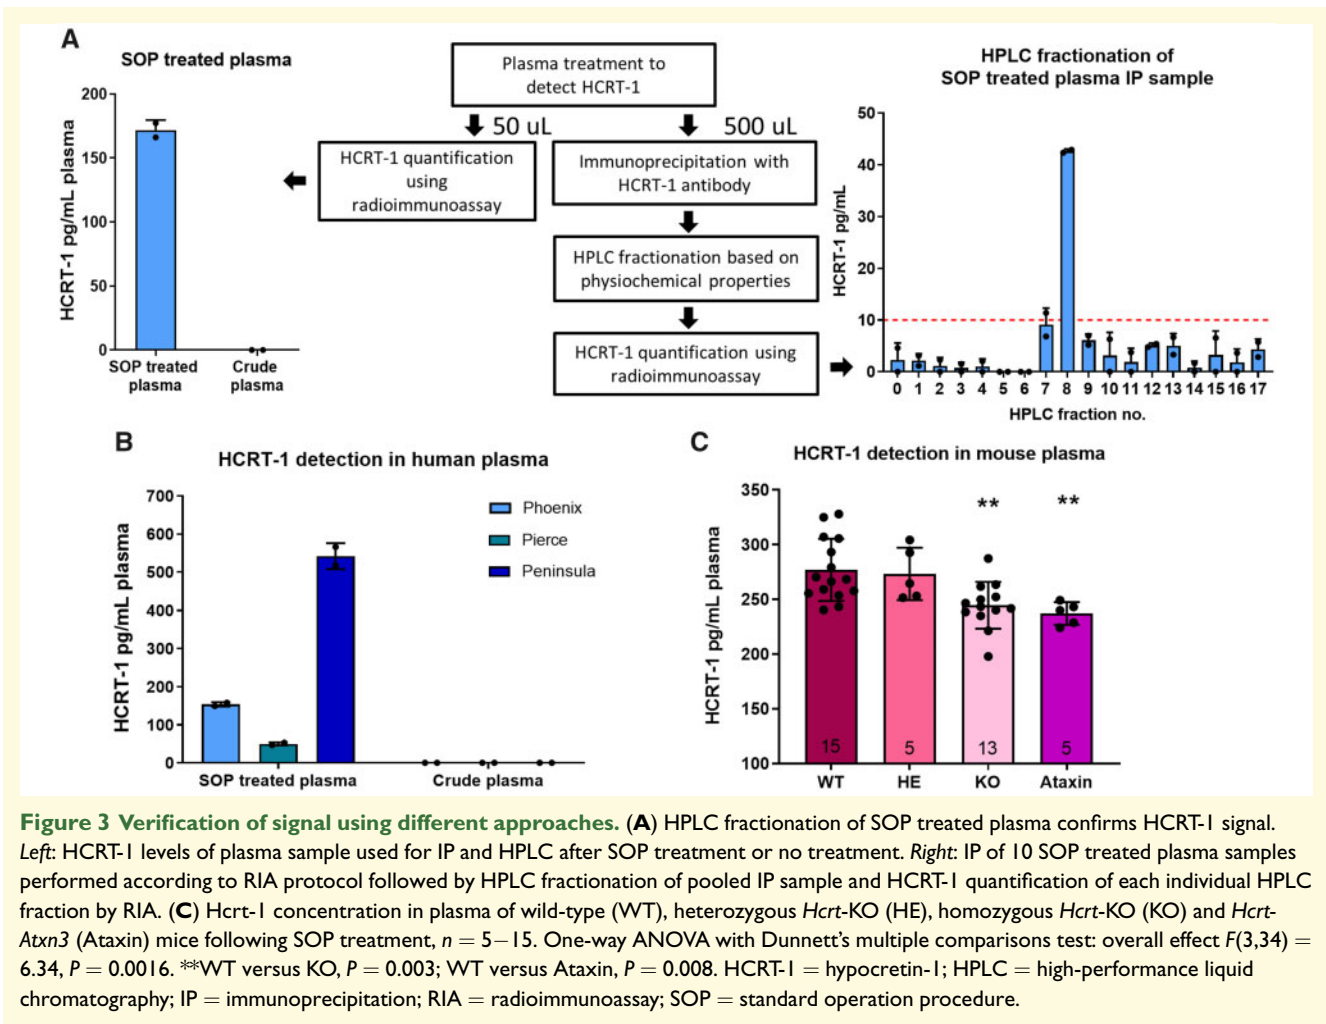 A
SOP treated plasma
HCRT-1 pg/mL plasma
200
150
100
50
0
SOP treated
plasma
Crude
plasma
Plasma treatment to
detect HCRT-1
50 uL
500 uL
HCRT-1 quantification
using
radioimmunoassay
Immunoprecipitation with
HCRT-1 antibody
HPLC fractionation based on
physiochemical properties
HCRT-1 quantification using
radioimmunoassay
HPLC fractionation of
SOP treated plasma IP sample
HCRT-1 pg/mL
50
40
30
20
10
0
0 1 2 3 4 5 6 7 8 9 10 11 12 13 14 15 16 17
HPLC fraction no.
B
HCRT-1 detection in human plasma
HCRT-1 pg/mL plasma
700
600
500
400
300
200
100
0
Phoenix
Pierce
Peninsula
SOP treated plasma
Crude plasma
C
HCRT-1 detection in mouse plasma
HCRT-1 pg/mL plasma
350
300
250
200
150
100
** **
15 5 13 5
WT HE KO Ataxin
Figure 3 Verification of signal using different approaches. (A) HPLC fractionation of SOP treated plasma confirms HCRT-1 signal.
Left: HCRT-1 levels of plasma sample used for IP and HPLC after SOP treatment or no treatment. Right: IP of 10 SOP treated plasma samples
performed according to RIA protocol followed by HPLC fractionation of pooled IP sample and HCRT-1 quantification of each individual HPLC
fraction by RIA. (C) Hcrt-1 concentration in plasma of wild-type (WT), heterozygous Hcrt-KO (HE), homozygous Hcrt-KO (KO) and Hcrt-
Atxn3 (Ataxin) mice following SOP treatment, n = 5−15. One-way ANOVA with Dunnett’s multiple comparisons test: overall effect F(3,34) =
6.34, P = 0.0016. **WT versus KO, P = 0.003; WT versus Ataxin, P = 0.008. HCRT-1 = hypocretin-1; HPLC = high-performance liquid
chromatography; IP = immunoprecipitation; RIA = radioimmunoassay; SOP = standard operation procedure.